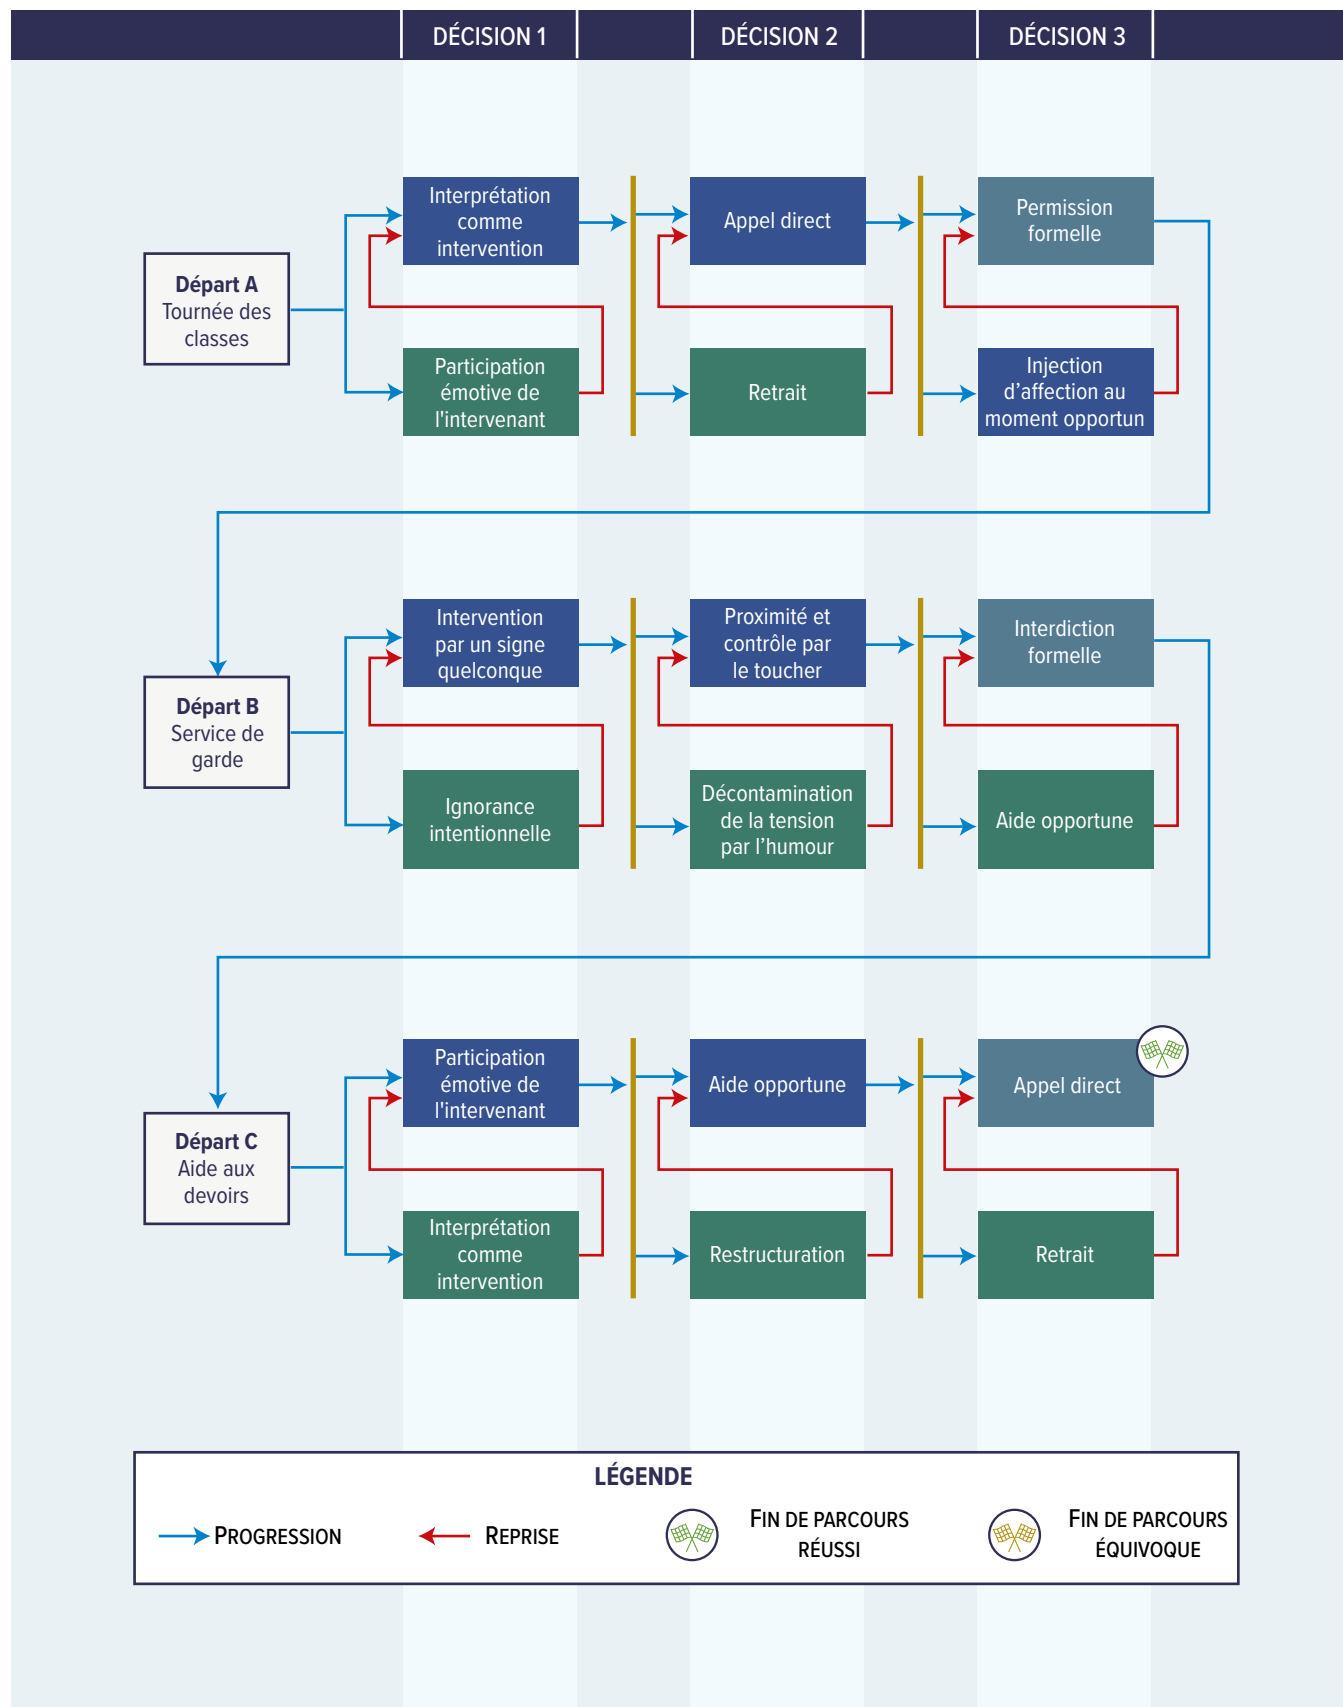 DÉCISION 1
DÉCISION 2
DÉCISION 3
Départ A
Tournée des
classes
Interprétation
comme
intervention
Appel direct
Permission
formelle
Participation
émotive de
l'intervenant
Retrait
Injection
d’affection au
moment opportun
Départ B
Service de
garde
Intervention
par un signe
quelconque
Proximité et
contrôle par
le toucher
Interdiction
formelle
Ignorance
intentionnelle
Décontamination
de la tension
par l’humour
Aide opportune
Départ C
Aide aux
devoirs
Participation
émotive de
l'intervenant
Aide opportune
Appel direct
Interprétation
comme
intervention
Restructuration
Retrait
LÉGENDE
PROGRESSION
REPRISE
FIN DE PARCOURS
RÉUSSI
FIN DE PARCOURS
ÉQUIVOQUE